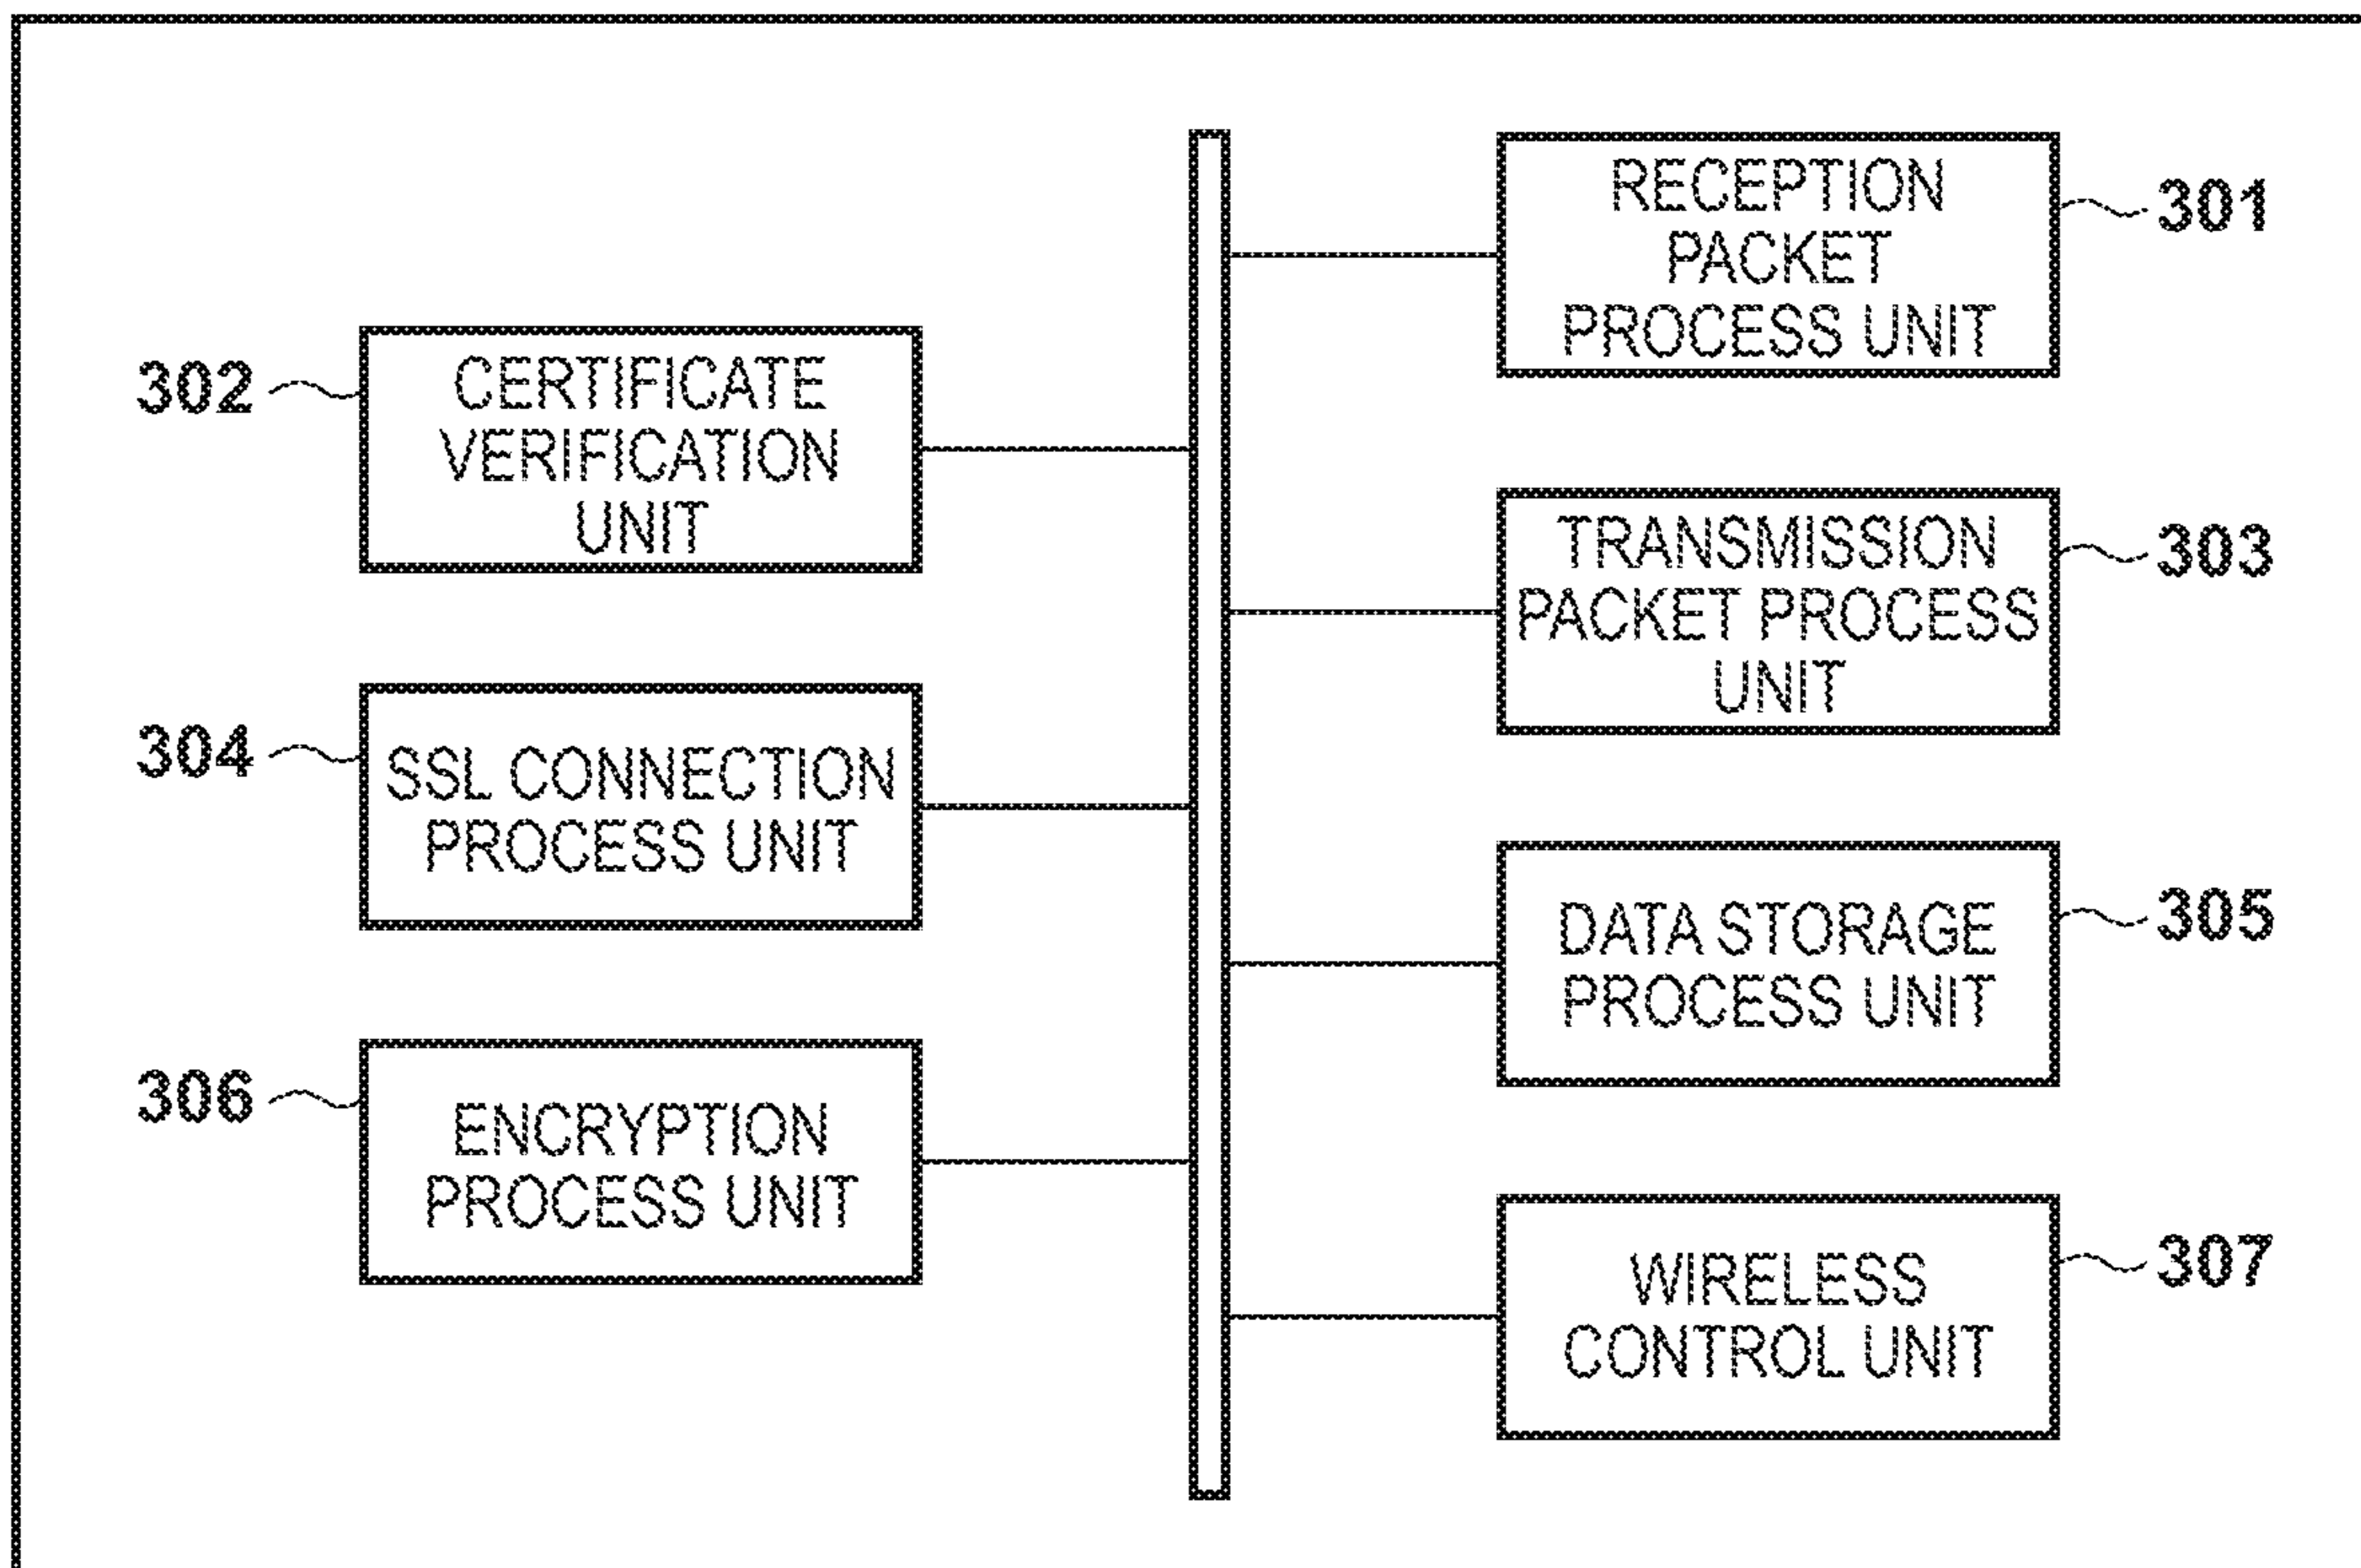 RECEPTION
PACKET
PROCESS UNIT
301
302
CERTIFICATE
VERIFICATION
UNIT
TRANSMISSION
PACKET PROCESS
UNIT
303
304
SSL CONNECTION
PROCESS UNIT
DATA STORAGE
PROCESS UNIT
305
306
ENCRYPTION
PROCESS UNIT
WIRELESS
CONTROL UNIT
307